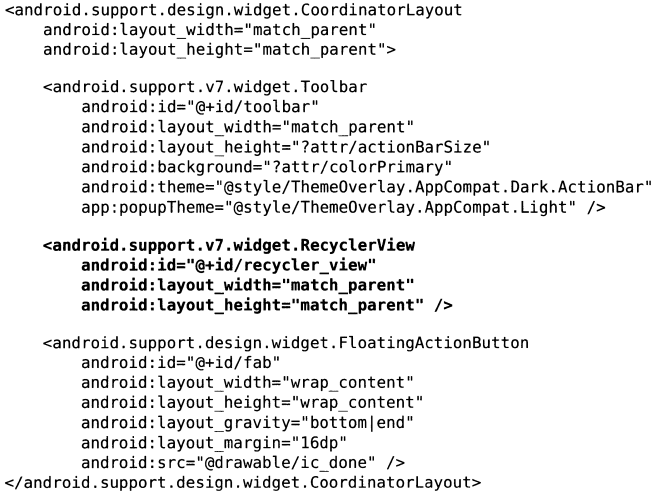 <android.support.design.widget.CoordinatorLayout
    android:layout_width="match_parent"
    android:layout_height="match_parent">

    <android.support.v7.widget.Toolbar
        android:id="@+id/toolbar"
        android:layout_width="match_parent"
        android:layout_height="?attr/actionBarSize"
        android:background="?attr/colorPrimary"
        android:theme="@style/ThemeOverlay.AppCompat.Dark.ActionBar"
        app:popupTheme="@style/ThemeOverlay.AppCompat.Light" />

    <android.support.v7.widget.RecyclerView
        android:id="@+id/recycler_view"
        android:layout_width="match_parent"
        android:layout_height="match_parent" />

    <android.support.design.widget.FloatingActionButton
        android:id="@+id/fab"
        android:layout_width="wrap_content"
        android:layout_height="wrap_content"
        android:layout_gravity="bottom|end"
        android:layout_margin="16dp"
        android:src="@drawable/ic_done" />
</android.support.design.widget.CoordinatorLayout>